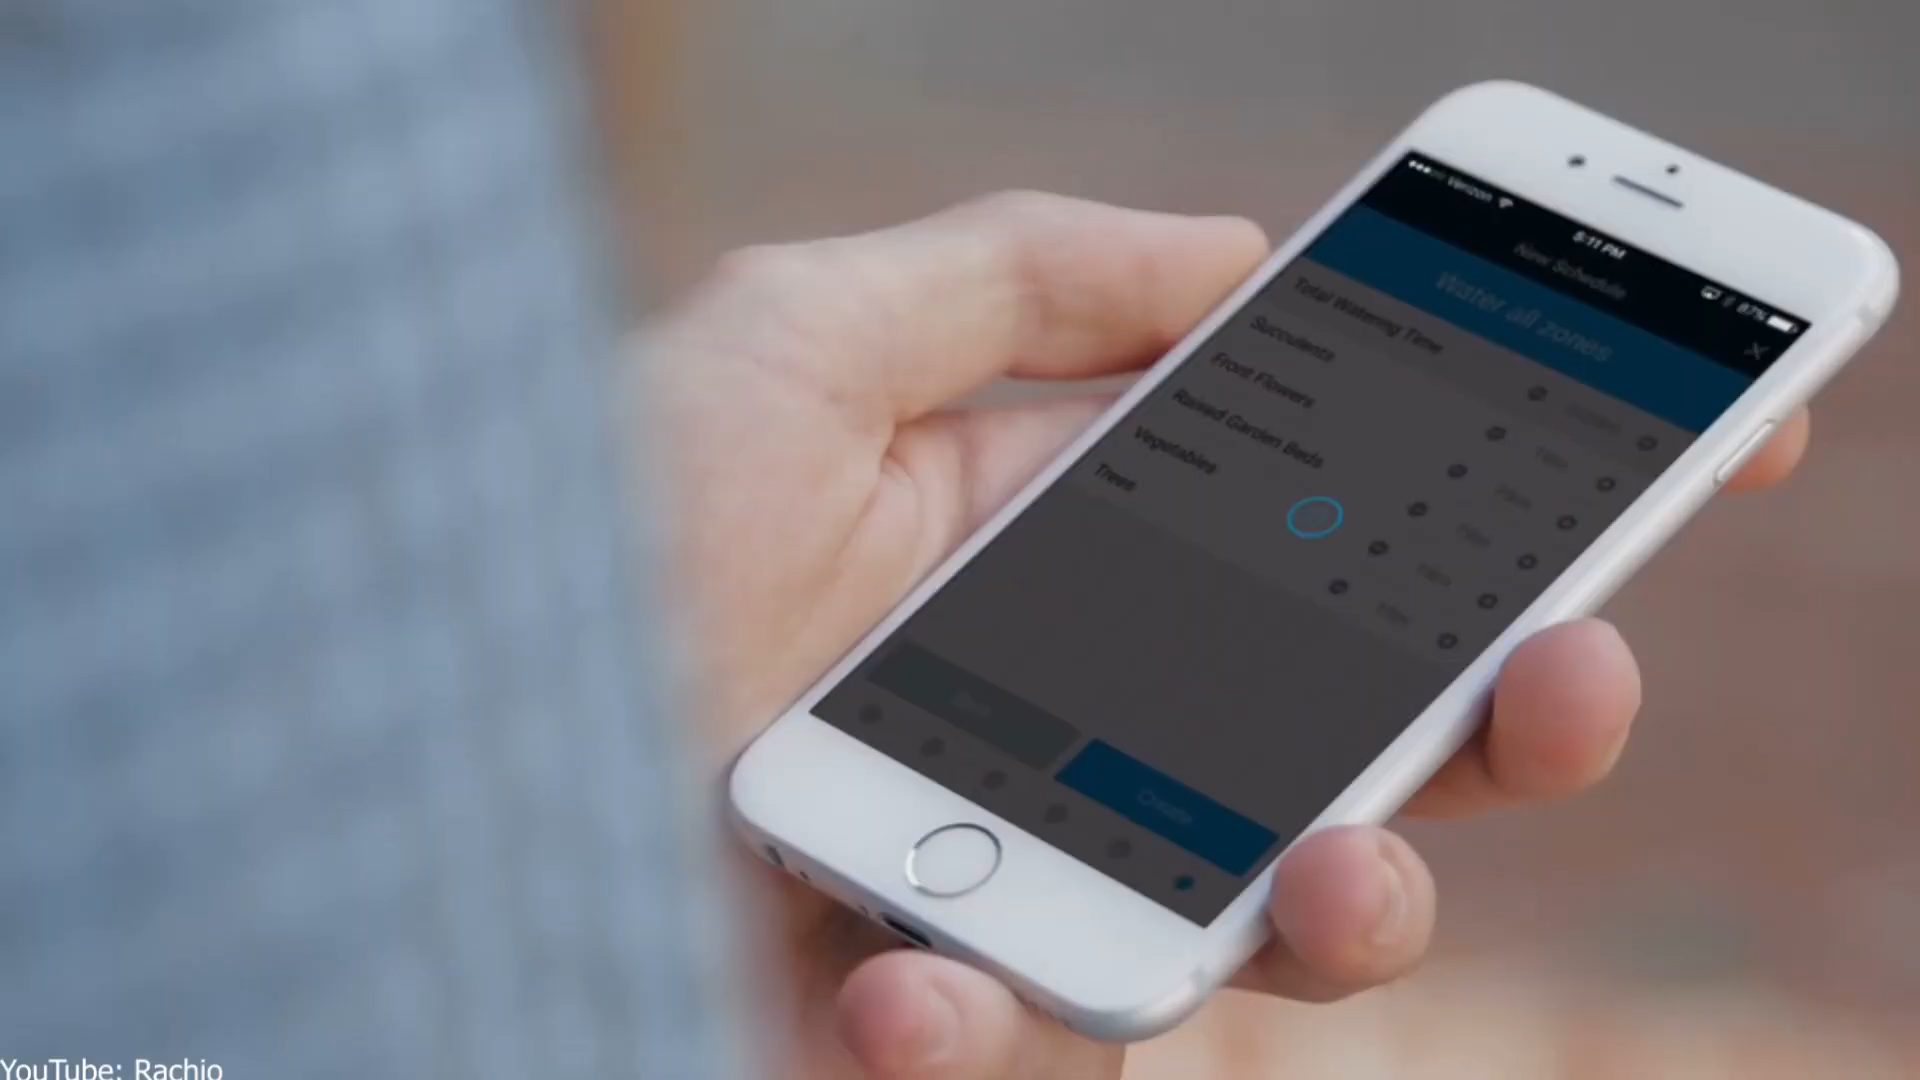 Verizon
5:11 PM
87%
New Schedule
Water all zones
Total Watering Time
Succulents
Front Flowers
Raised Garden Beds
Vegetables
Trees
Create
YouTube: Rachio